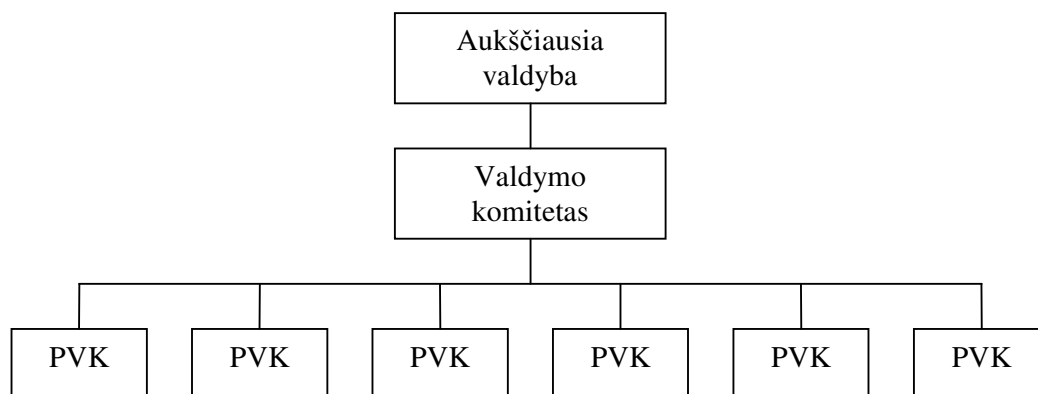 Aukščiausia
valdyba
Valdymo
komitetas
PVK PVK PVK PVK PVK PVK